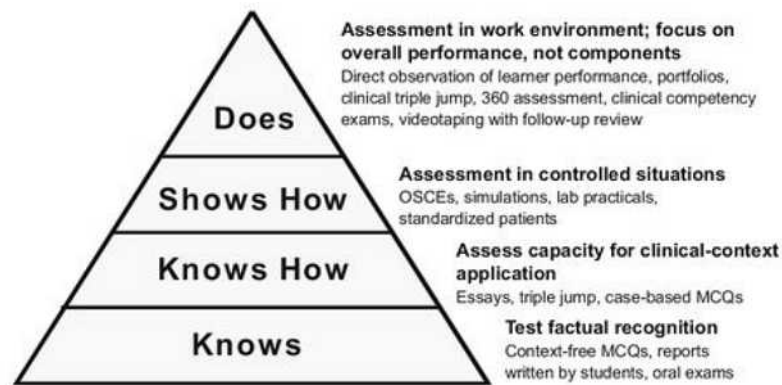 Assessment in work environment; focus on
overall performance, not components
Direct observation of learner performance, portfolios,
clinical triple jump, 360 assessment, clinical competency
exams, videotaping with follow-up review
Does
Assessment in controlled situations
OSCEs, simulations, lab practicals,
standardized patients
Shows How
Assess capacity for clinical-context
application
Essays, triple jump, case-based MCQs
Knows How
Test factual recognition
Context-free MCQs, reports
written by students, oral exams
Knows